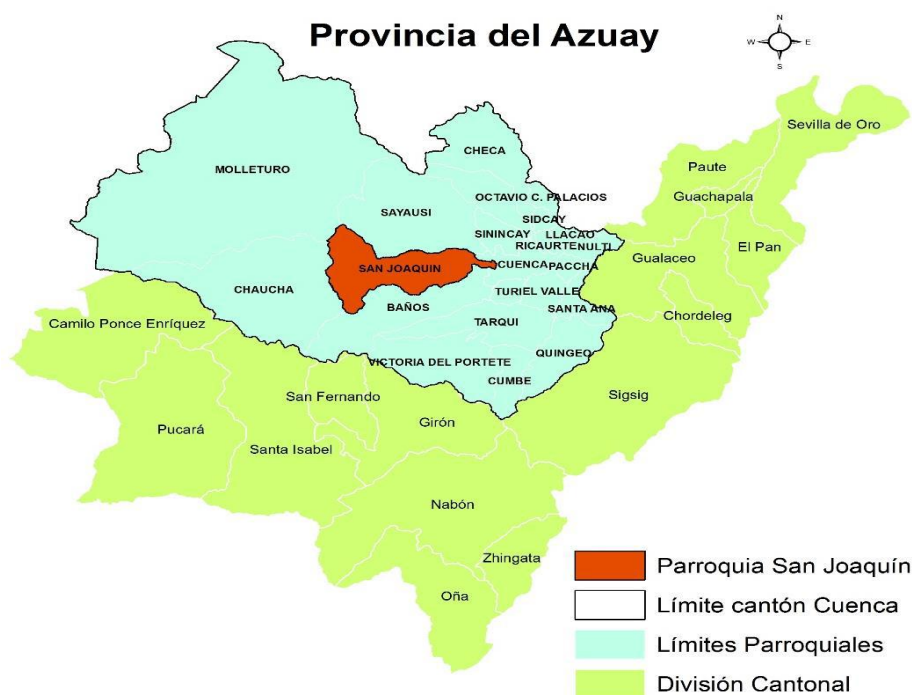 Provincia del Azuay
N
W E
S
Sevilla de Oro
CHECA
Paute
MOLLETURO
OCTAVIO C. PALACIOS
Guachapala
SAYAUSI
SIDCAY
SININCAY
LLACAO
RICAURTE
NULTI
El Pan
Gualaceo
SAN JOAQUIN
CUENCA
PACCHA
CHAUCHA
TURI
EL VALLE
BAÑOS
SANTA ANA
Chordeleg
Camilo Ponce Enríquez
TARQUI
QUINGEO
VICTORIA DEL PORTETE
CUMBE
San Fernando
Sigsig
Girón
Pucará
Santa Isabel
Nabón
Zhingata
Oña
Parroquia San Joaquín
Límite cantón Cuenca
Límites Parroquiales
División Cantonal